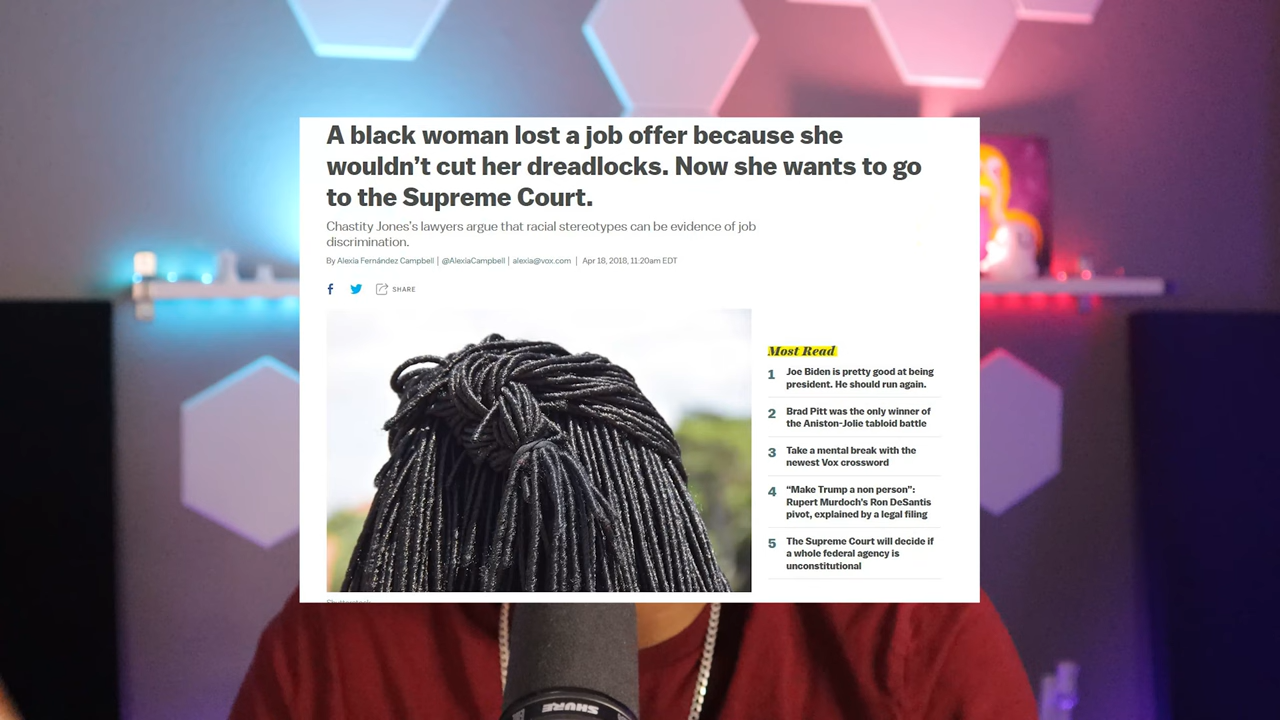 A black woman lost a job offer because she
wouldn’t cut her dreadlocks. Now she wants to go
to the Supreme Court.
Chastity Jones’s lawyers argue that racial stereotypes can be evidence of job
discrimination.
By Alexia Fernández Campbell | @AlexiaCampbell | alexia@vox.com | Apr 18, 2018, 11:20am EDT
SHARE
Most Read
1 Joe Biden is pretty good at being
president. He should run again.
2 Brad Pitt was the only winner of
the Aniston-Jolie tabloid battle
3 Take a mental break with the
newest Vox crossword
4 “Make Trump a non person”:
Rupert Murdoch’s Ron DeSantis
pivot, explained by a legal filing
5 The Supreme Court will decide if
a whole federal agency is
unconstitutional
SHURE